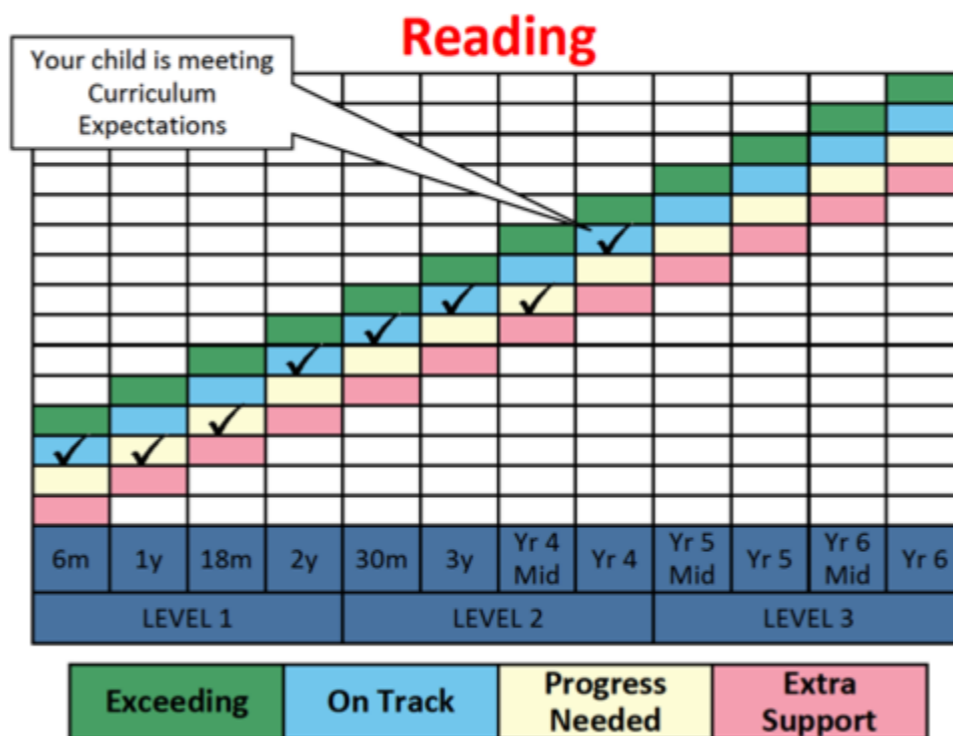 Reading
Your child is meeting
Curriculum
Expectations
6m 1y 18m 2y 30m 3y Yr 4 Mid Yr 4 Yr 5 Mid Yr 5 Yr 6 Mid Yr 6
LEVEL 1 LEVEL 2 LEVEL 3
Exceeding On Track Progress Needed Extra Support